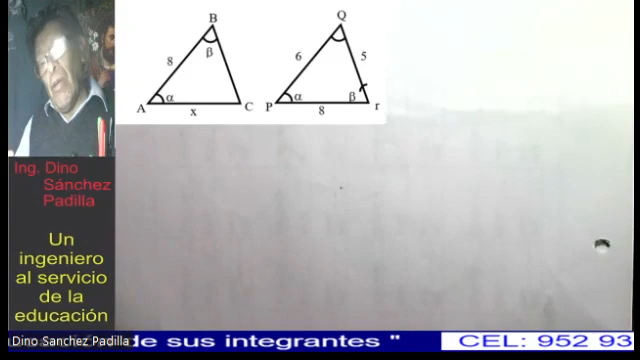 B
Q
8
β
6
5
A
α
x
C
P
α
β
8
r
Ing. Dino
Sánchez
Padilla
Un
ingeniero
al servicio
de la
educación
de sus integrantes "
CEL: 952 93
Dino Sanchez Padilla